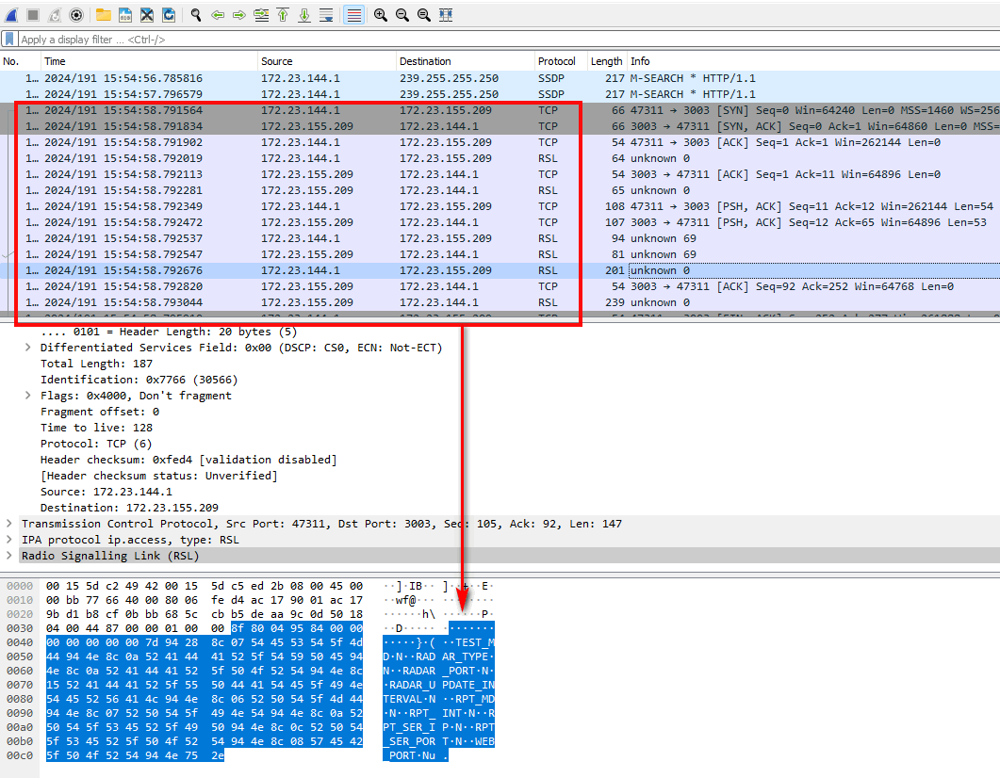 Apply a display filter ... <Ctrl-/>
No. Time Source Destination Protocol Length Info
1… 2024/191 15:54:56.785816 172.23.144.1 239.255.255.250 SSDP 217 M-SEARCH * HTTP/1.1
1… 2024/191 15:54:57.796579 172.23.144.1 239.255.255.250 SSDP 217 M-SEARCH * HTTP/1.1
1… 2024/191 15:54:58.791564 172.23.144.1 172.23.155.209 TCP 66 47311 → 3003 [SYN] Seq=0 Win=64240 Len=0 MSS=1460 WS=256
1… 2024/191 15:54:58.791834 172.23.155.209 172.23.144.1 TCP 66 3003 → 47311 [SYN, ACK] Seq=0 Ack=1 Win=64860 Len=0 MSS
1… 2024/191 15:54:58.791902 172.23.144.1 172.23.155.209 TCP 54 47311 → 3003 [ACK] Seq=1 Ack=1 Win=262144 Len=0
1… 2024/191 15:54:58.792019 172.23.144.1 172.23.155.209 RSL 64 unknown 0
1… 2024/191 15:54:58.792113 172.23.155.209 172.23.144.1 TCP 54 3003 → 47311 [ACK] Seq=1 Ack=11 Win=64896 Len=0
1… 2024/191 15:54:58.792281 172.23.155.209 172.23.144.1 RSL 65 unknown 0
1… 2024/191 15:54:58.792349 172.23.144.1 172.23.155.209 TCP 108 47311 → 3003 [PSH, ACK] Seq=11 Ack=12 Win=262144 Len=54
1… 2024/191 15:54:58.792472 172.23.155.209 172.23.144.1 TCP 107 3003 → 47311 [PSH, ACK] Seq=12 Ack=65 Win=64896 Len=53
1… 2024/191 15:54:58.792537 172.23.144.1 172.23.155.209 RSL 94 unknown 69
1… 2024/191 15:54:58.792547 172.23.155.209 172.23.144.1 RSL 81 unknown 69
1… 2024/191 15:54:58.792676 172.23.144.1 172.23.155.209 RSL 201 unknown 0
1… 2024/191 15:54:58.792820 172.23.155.209 172.23.144.1 TCP 54 3003 → 47311 [ACK] Seq=92 Ack=252 Win=64768 Len=0
1… 2024/191 15:54:58.793044 172.23.155.209 172.23.144.1 RSL 239 unknown 0
.... 0101 = Header Length: 20 bytes (5)
Differentiated Services Field: 0x00 (DSCP: CS0, ECN: Not-ECT)
Total Length: 187
Identification: 0x7766 (30566)
Flags: 0x4000, Don't fragment
Fragment offset: 0
Time to live: 128
Protocol: TCP (6)
Header checksum: 0xfed4 [validation disabled]
[Header checksum status: Unverified]
Source: 172.23.144.1
Destination: 172.23.155.209
Transmission Control Protocol, Src Port: 47311, Dst Port: 3003, Seq: 105, Ack: 92, Len: 147
IPA protocol ip.access, type: RSL
Radio Signalling Link (RSL)
0000 00 15 5d c2 49 42 00 15 5d c5 ed 2b 08 00 45 00 ··]·IB·· ]··+··E·
0010 00 bb 77 66 40 00 80 06 fe d4 ac 17 90 01 ac 17 ··wf@··· ········
0020 9b d1 b8 cf 0b bb 68 5c cb b5 de aa 9c 0d 50 18 ······h\ ······P·
0030 04 00 44 87 00 00 01 00 00 8f 80 04 95 84 00 00 ··D····· ········
0040 00 00 00 00 00 7d 94 28 8c 07 54 45 53 54 5f 4d ·····}·( ··TEST_M
0050 44 94 4e 8c 0a 52 41 44 41 52 5f 54 59 50 45 94 D·N··RAD AR_TYPE·
0060 4e 8c 0a 52 41 44 41 52 5f 50 4f 52 54 94 4e 8c N··RADAR _PORT·N·
0070 15 52 41 44 41 52 5f 55 50 44 41 54 45 5f 49 4e ·RADAR_U PDATE_IN
0080 54 45 52 56 41 4c 94 4e 8c 06 52 50 54 5f 4d 44 TERVAL·N ··RPT_MD
0090 94 4e 8c 07 52 50 54 5f 49 4e 54 94 4e 8c 0a 52 ·N··RPT_ INT·N··R
00a0 50 54 5f 53 45 52 5f 49 50 94 4e 8c 0c 52 50 54 PT_SER_I P·N··RPT
00b0 5f 53 45 52 5f 50 4f 52 54 94 4e 8c 08 57 45 42 _SER_POR T·N··WEB
00c0 5f 50 4f 52 54 94 4e 75 2e _PORT·Nu .